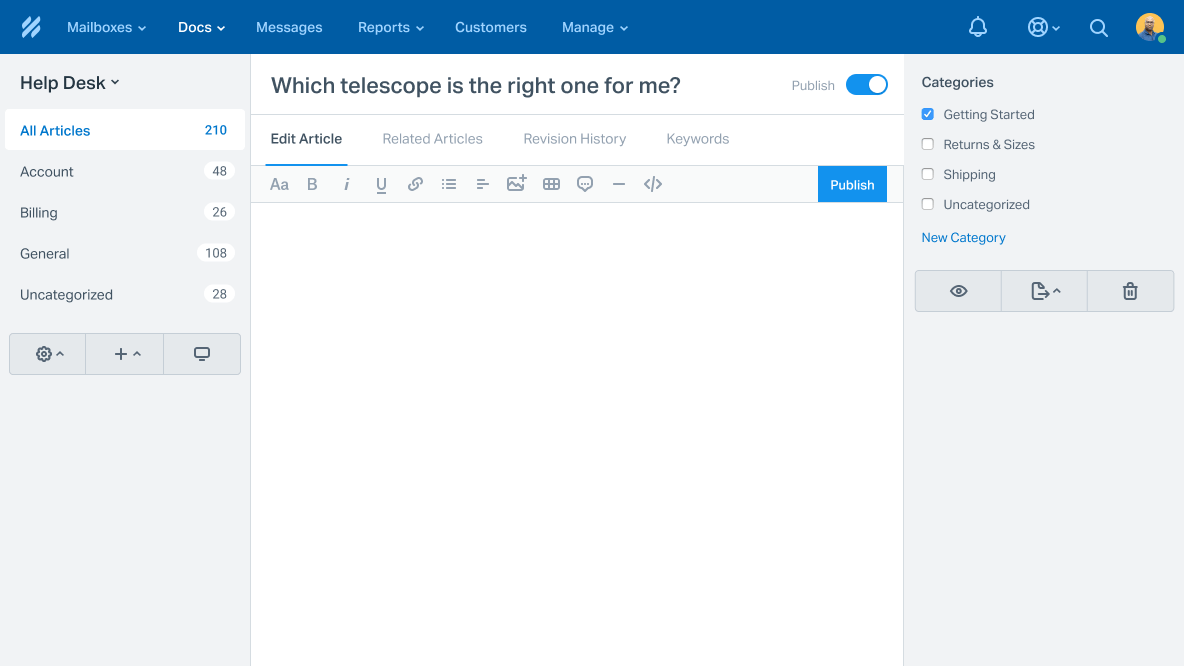 Mailboxes Docs Messages Reports Customers Manage
Help Desk
All Articles 210
Account 48
Billing 26
General 108
Uncategorized 28
Which telescope is the right one for me? Publish
Edit Article Related Articles Revision History Keywords
Aa B i U Publish
Categories
Getting Started
Returns & Sizes
Shipping
Uncategorized
New Category